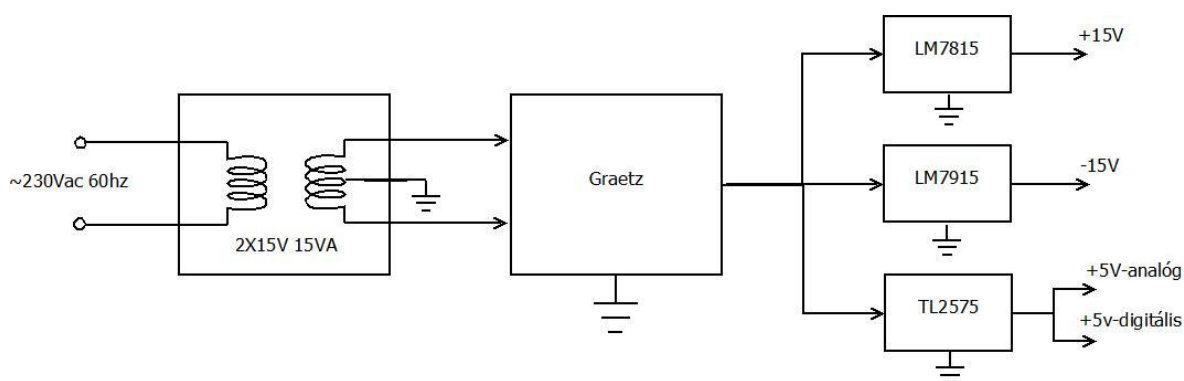 ~230Vac 60hz
2X15V 15VA
Graetz
LM7815
+15V
LM7915
-15V
TL2575
+5V-analóg
+5v-digitális